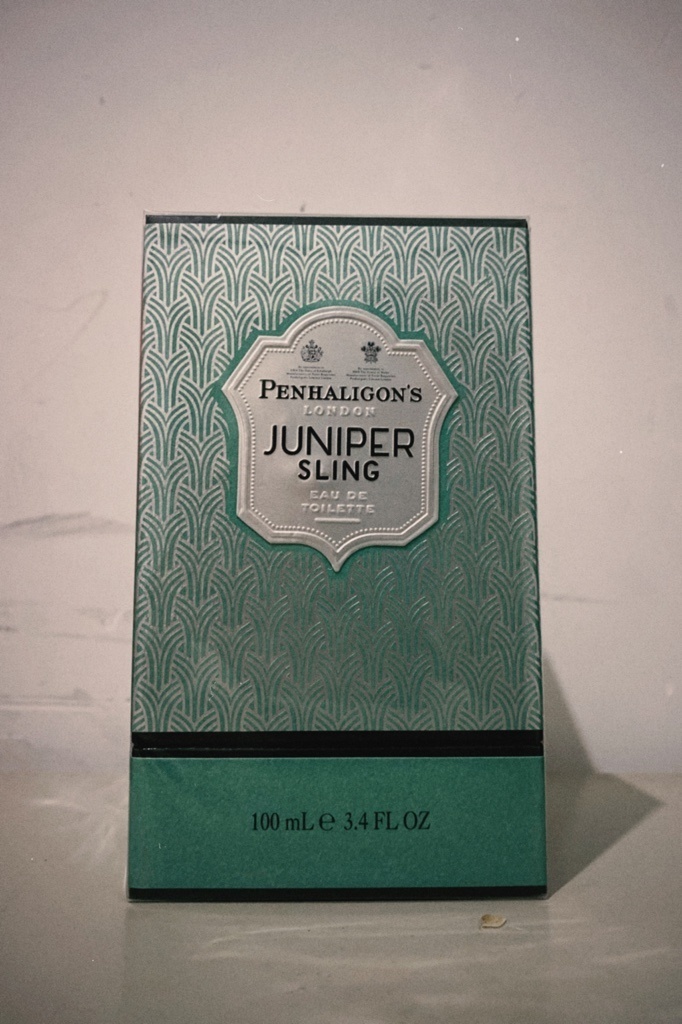 PENHALIGON'S
LONDON
JUNIPER
SLING
EAU DE
TOILETTE
100 mL ℮ 3.4 FL OZ